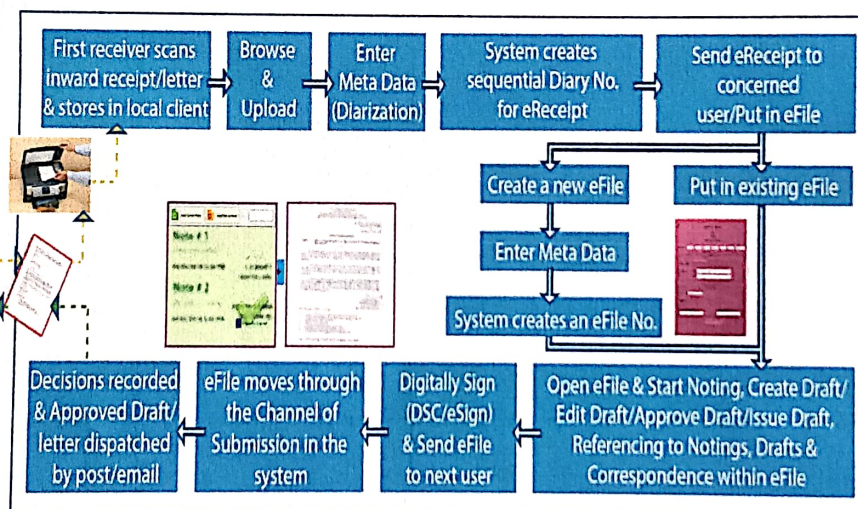 First receiver scans
inward receipt/letter
& stores in local client
Browse
&
Upload
Enter
Meta Data
(Diarization)
System creates
sequential Diary No.
for eReceipt
Send eReceipt to
concerned
user/Put in eFile
Create a new eFile
Put in existing eFile
Enter Meta Data
System creates an eFile No.
Note # 1
Note # 2
Open eFile & Start Noting, Create Draft/
Edit Draft/Approve Draft/Issue Draft,
Referencing to Notings, Drafts &
Correspondence within eFile
Digitally Sign
(DSC/eSign)
& Send eFile
to next user
eFile moves through
the Channel of
Submission in the
system
Decisions recorded
& Approved Draft/
letter dispatched
by post/email